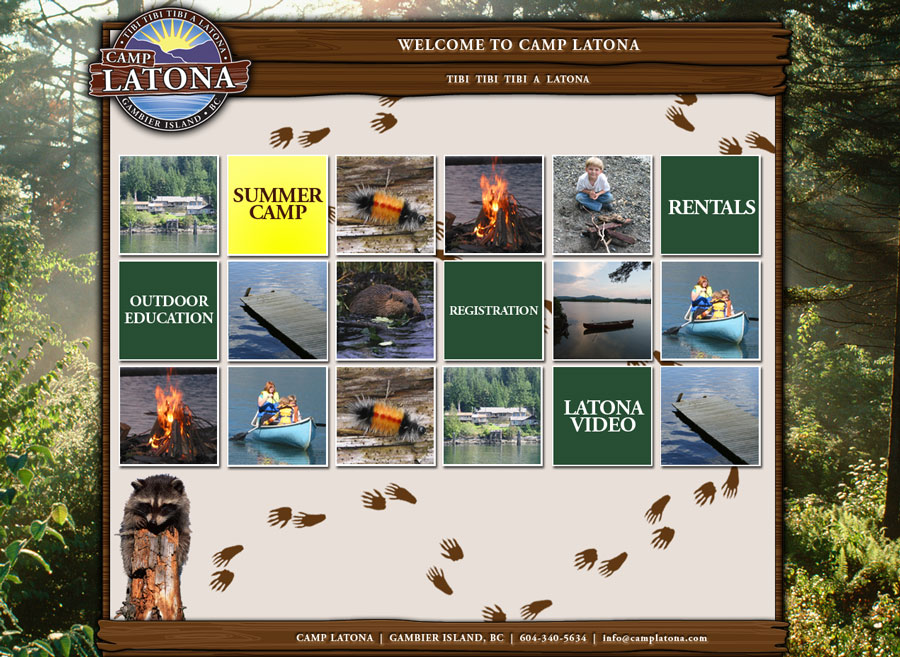 TIBI TIBI TIBI A LATONA
CAMP
LATONA
GAMBIER ISLAND • BC
WELCOME TO CAMP LATONA
TIBI TIBI TIBI A LATONA
SUMMER
CAMP
RENTALS
OUTDOOR
EDUCATION
REGISTRATION
LATONA
VIDEO
CAMP LATONA | GAMBIER ISLAND, BC | 604-340-5634 | info@camplatona.com